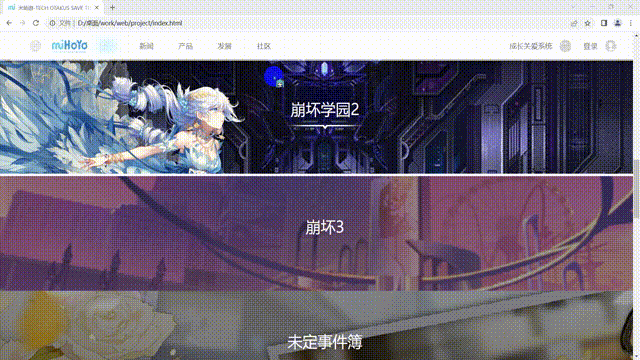 米哈游-TECH OTAKUS SAVE T
文件 | D:/桌面/work/web/project/index.html
miHoYo
新闻
产品
发展
社区
成长关爱系统
登录
崩坏学园2
崩坏3
未定事件簿